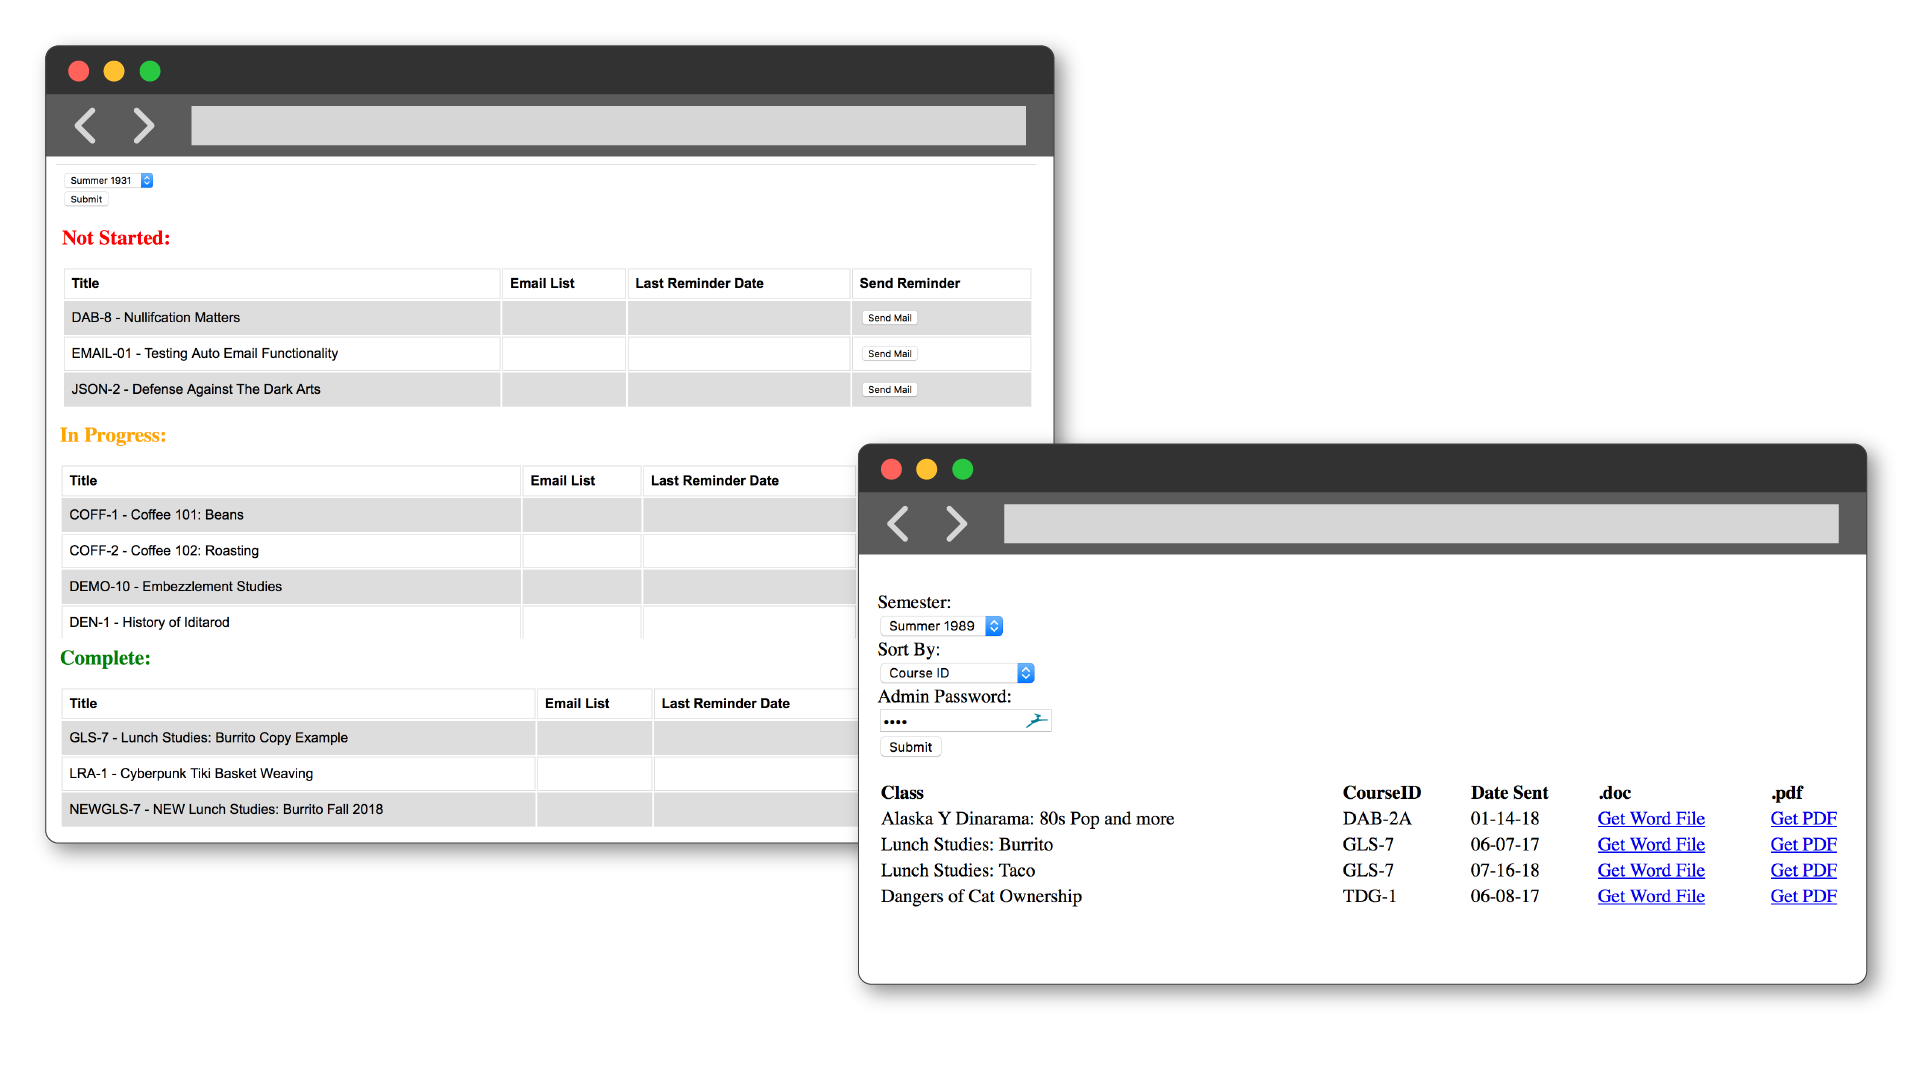 Summer 1931
Submit
Not Started:
Title Email List Last Reminder Date Send Reminder
DAB-8 - Nullifcation Matters Send Mail
EMAIL-01 - Testing Auto Email Functionality Send Mail
JSON-2 - Defense Against The Dark Arts Send Mail
In Progress:
Title Email List Last Reminder Date
COFF-1 - Coffee 101: Beans
COFF-2 - Coffee 102: Roasting
DEMO-10 - Embezzlement Studies
DEN-1 - History of Iditarod
Complete:
Title Email List Last Reminder Date
GLS-7 - Lunch Studies: Burrito Copy Example
LRA-1 - Cyberpunk Tiki Basket Weaving
NEWGLS-7 - NEW Lunch Studies: Burrito Fall 2018
Semester:
Summer 1989
Sort By:
Course ID
Admin Password:
••••
Submit
Class CourseID Date Sent .doc .pdf
Alaska Y Dinarama: 80s Pop and more DAB-2A 01-14-18 Get Word File Get PDF
Lunch Studies: Burrito GLS-7 06-07-17 Get Word File Get PDF
Lunch Studies: Taco GLS-7 07-16-18 Get Word File Get PDF
Dangers of Cat Ownership TDG-1 06-08-17 Get Word File Get PDF